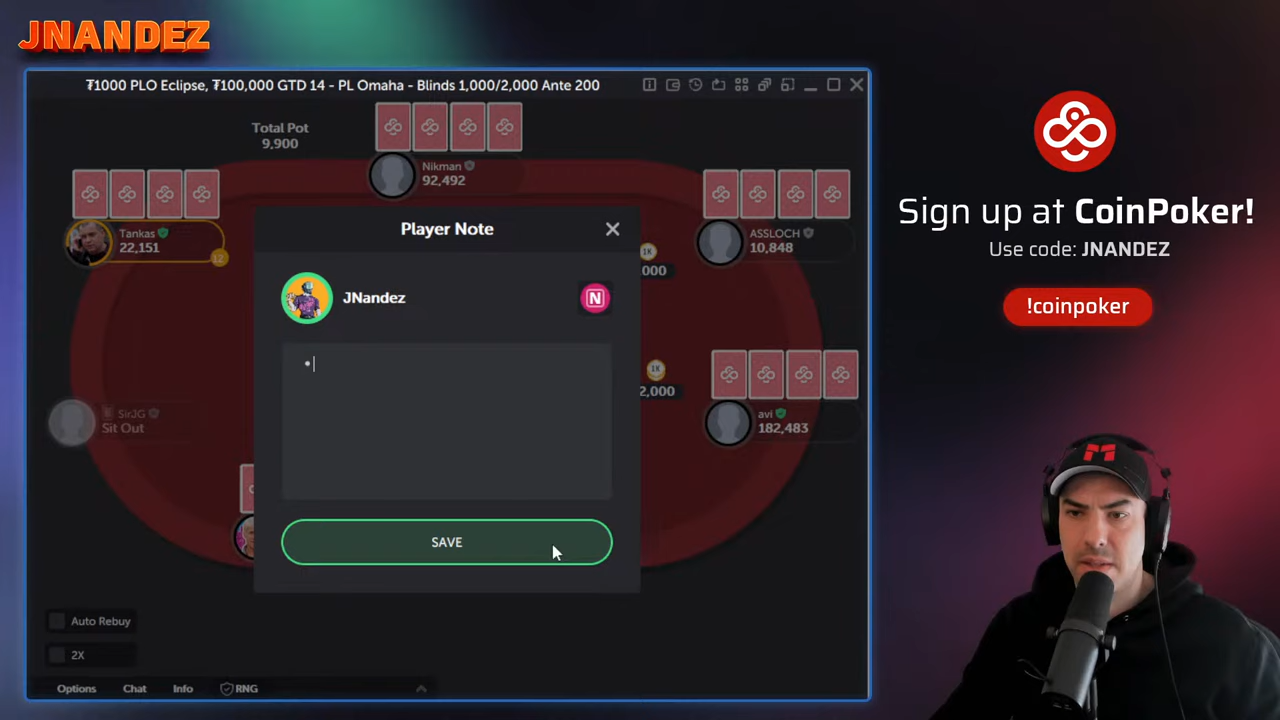 JNANDEZ
₮1000 PLO Eclipse, ₮100,000 GTD 14 - PL Omaha - Blinds 1,000/2,000 Ante 200
Total Pot
9,900
Nikman
92,492
Tankas
22,151
12
ASSLOCH
10,848
000
Player Note
JNandez
N
•
SAVE
1K
2,000
avi
182,483
SirJG
Sit Out
Auto Rebuy
2X
Options
Chat
Info
RNG
Sign up at CoinPoker!
Use code: JNANDEZ
!coinpoker